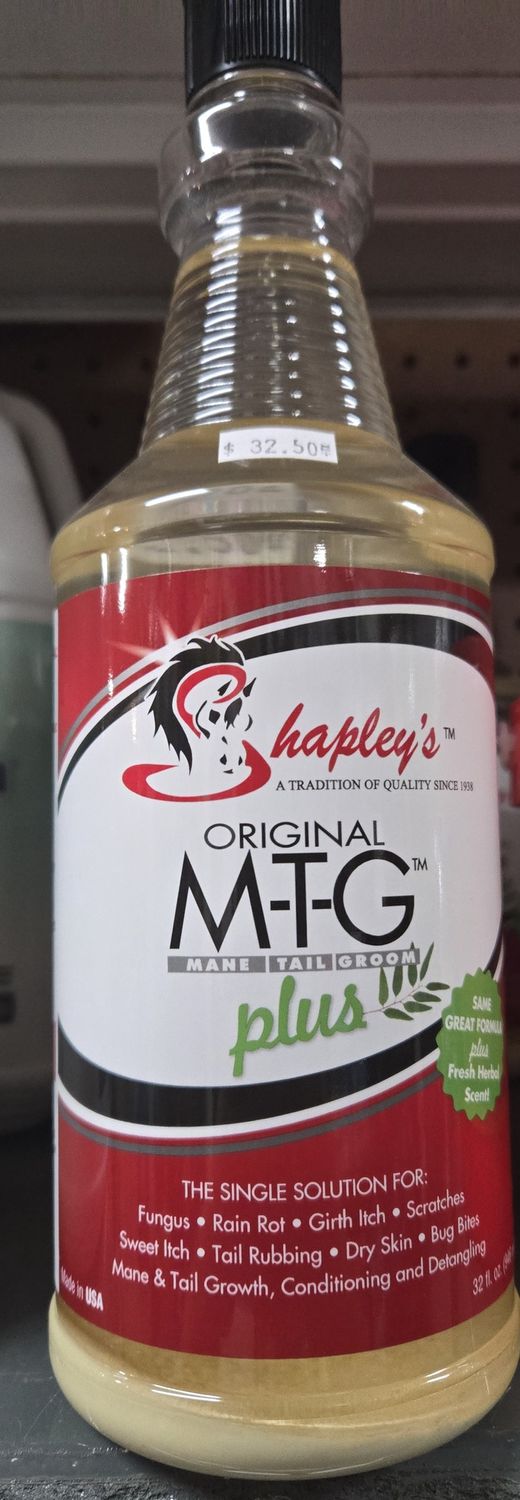 $ 32.50
Shapley's™
A TRADITION OF QUALITY SINCE 1938
ORIGINAL
M-T-G™
MANE TAIL GROOM
plus
SAME
GREAT FORMULA
plus
Fresh Herbal
Scent!
THE SINGLE SOLUTION FOR:
Fungus • Rain Rot • Girth Itch • Scratches
Sweet Itch • Tail Rubbing • Dry Skin • Bug Bites
Mane & Tail Growth, Conditioning and Detangling
Made in USA
32 fl. oz.